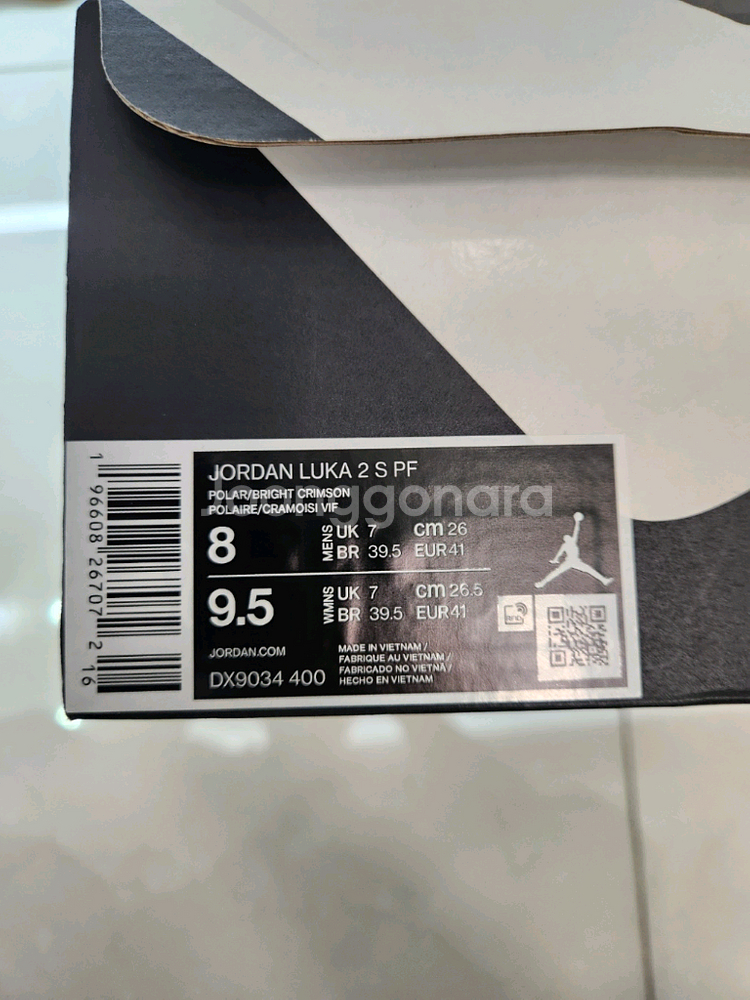 JORDAN LUKA 2 S PF
POLAR/BRIGHT CRIMSON
POLAIRE/CRAMOISI VIF
Joonggonara
8 MENS UK 7 cm 26
BR 39.5 EUR 41
9.5 WMNS UK 7 cm 26.5
BR 39.5 EUR 41
RFID
JORDAN.COM
DX9034 400
MADE IN VIETNAM /
FABRIQUE AU VIETNAM /
FABRICADO NO VIETNÃ /
HECHO EN VIETNAM
1 96608 26707 2 16